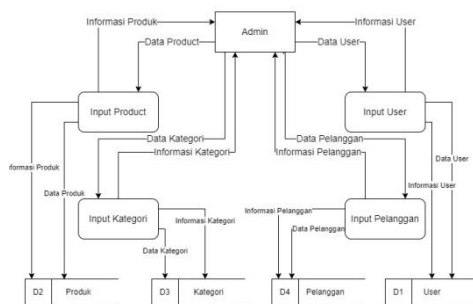 Informasi Produk
Informasi User
Admin
Data Product
Data User
Input Product
Input User
Data Kategori
Informasi Kategori
Data Pelanggan
Informasi Pelanggan
Informasi Produk
Data Produk
Data User
Informasi User
Input Kategori
Informasi Kategori
Data Kategori
Informasi Pelanggan
Data Pelanggan
Input Pelanggan
D2 Produk
D3 Kategori
D4 Pelanggan
D1 User